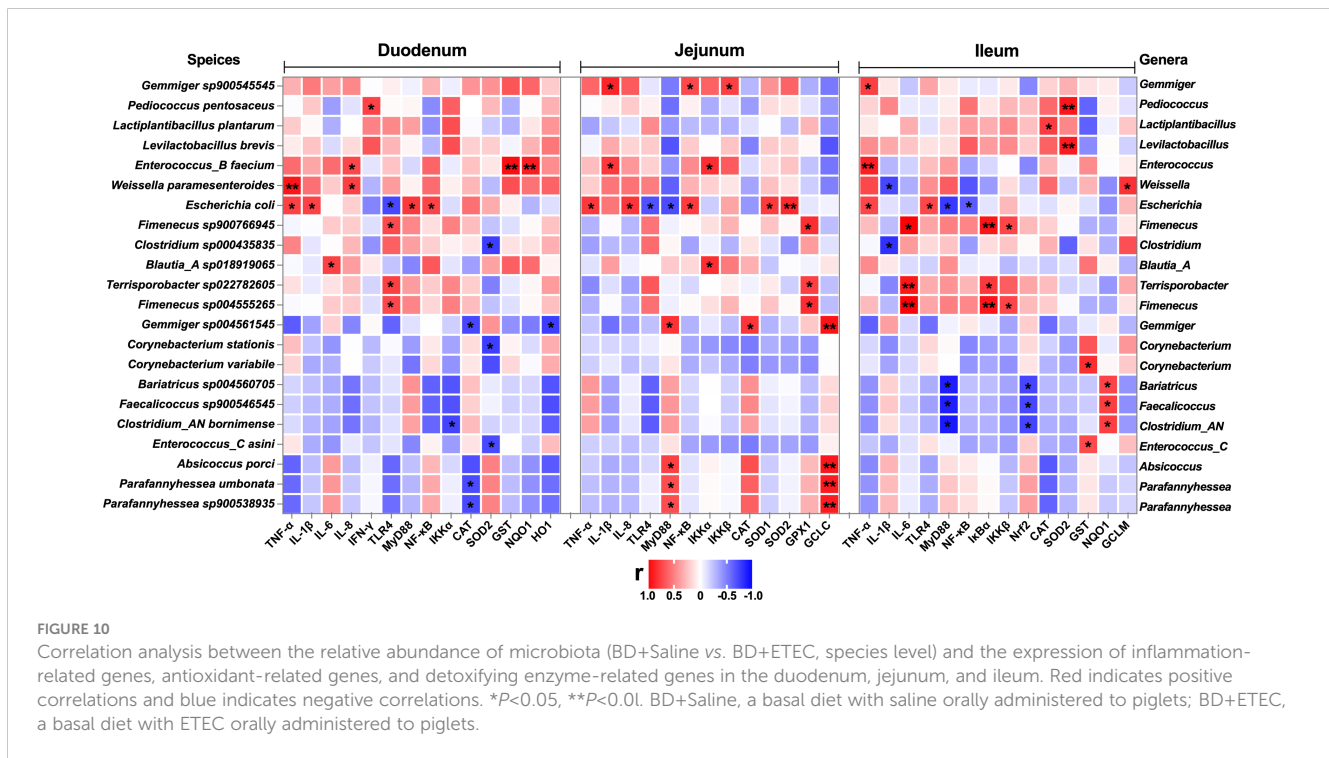 Duodenum Jejunum Ileum
Speices Genera
Gemmiger sp900545545 * * * * Gemmiger
Pediococcus pentosaceus * ** Pediococcus
Lactiplantibacillus plantarum * Lactiplantibacillus
Levilactobacillus brevis ** Levilactobacillus
Enterococcus_B faecium * ** ** * * ** Enterococcus
Weissella paramesenteroides ** * * * Weissella
Escherichia coli * * * * * * * * * * * ** * * * * Escherichia
Fimenecus sp900766945 * * * ** * Fimenecus
Clostridium sp000435835 * * Clostridium
Blautia_A sp018919065 * * Blautia_A
Terrisporobacter sp022782605 * * ** * Terrisporobacter
Fimenecus sp004555265 * * ** ** * Fimenecus
Gemmiger sp004561545 * * * * ** Gemmiger
Corynebacterium stationis * Corynebacterium
Corynebacterium variabile * Corynebacterium
Bariatricus sp004560705 * * * Bariatricus
Faecalicoccus sp900546545 * * * Faecalicoccus
Clostridium_AN bornimense * * * * Clostridium_AN
Enterococcus_C asini * * Enterococcus_C
Absicoccus porci * ** Absicoccus
Parafannyhessea umbonata * * ** Parafannyhessea
Parafannyhessea sp900538935 * * ** Parafannyhessea
TNF-α IL-1β IL-6 IL-8 IFN-γ TLR4 MyD88 NF-κB IKKα CAT SOD2 GST NQO1 HO1 TNF-α IL-1β IL-8 TLR4 MyD88 NF-κB IKKα IKKβ CAT SOD1 SOD2 GPX1 GCLC TNF-α IL-1β IL-6 TLR4 MyD88 NF-κB IκBα IKKβ Nrf2 CAT SOD2 GST NQO1 GCLM
r
1.0 0.5 0 -0.5 -1.0
FIGURE 10
Correlation analysis between the relative abundance of microbiota (BD+Saline vs. BD+ETEC, species level) and the expression of inflammation-
related genes, antioxidant-related genes, and detoxifying enzyme-related genes in the duodenum, jejunum, and ileum. Red indicates positive
correlations and blue indicates negative correlations. *P<0.05, **P<0.0l. BD+Saline, a basal diet with saline orally administered to piglets; BD+ETEC,
a basal diet with ETEC orally administered to piglets.